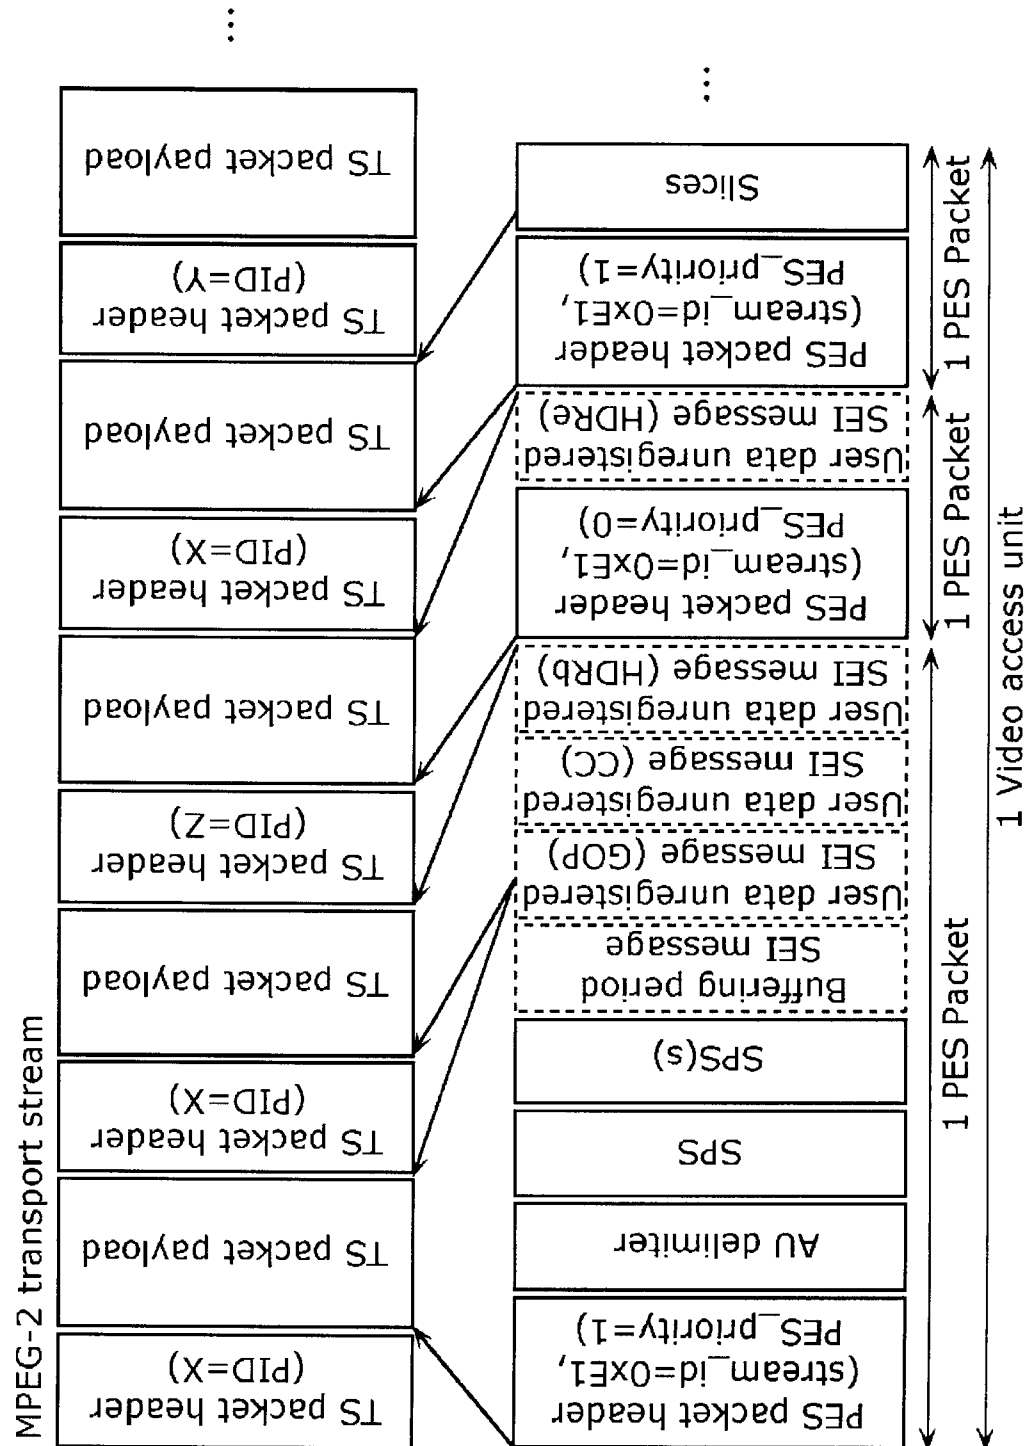 MPEG-2 transport stream
TS packet header
(PID=X)
TS packet payload
TS packet header
(PID=X)
TS packet payload
TS packet header
(PID=Z)
TS packet payload
TS packet header
(PID=X)
TS packet payload
TS packet header
(PID=Y)
TS packet payload
...
PES packet header
(stream_id=0xE1,
PES_priority=1)
AU delimiter
SPS
SPS(s)
Buffering period
SEI message
User data unregistered
SEI message (GOP)
User data unregistered
SEI message (CC)
User data unregistered
SEI message (HDRb)
PES packet header
(stream_id=0xE1,
PES_priority=0)
User data unregistered
SEI message (HDRe)
PES packet header
(stream_id=0xE1,
PES_priority=1)
Slices
...
1 PES Packet
1 PES Packet
1 PES Packet
1 Video access unit